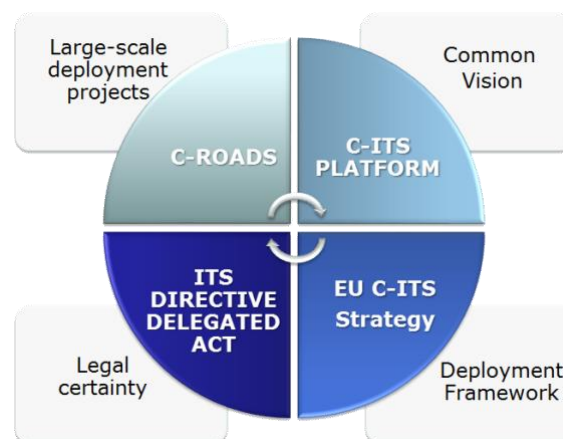 Large-scale
deployment
projects
Common
Vision
C-ROADS
C-ITS
PLATFORM
ITS
DIRECTIVE
DELEGATED
ACT
EU C-ITS
Strategy
Legal
certainty
Deployment
Framework